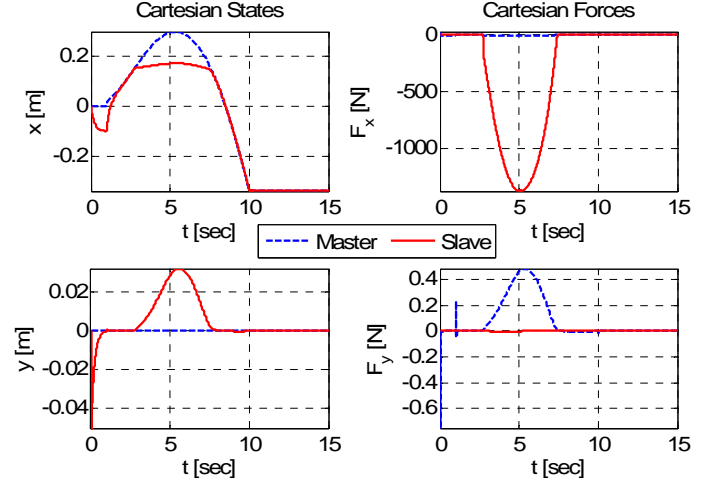 Cartesian States
Cartesian Forces
x [m]
0.2
0
-0.2
0 5 10 15
t [sec]
F_x [N]
0
-500
-1000
0 5 10 15
t [sec]
Master Slave
y [m]
0.02
0
-0.02
-0.04
0 5 10 15
t [sec]
F_y [N]
0.4
0.2
0
-0.2
-0.4
-0.6
0 5 10 15
t [sec]